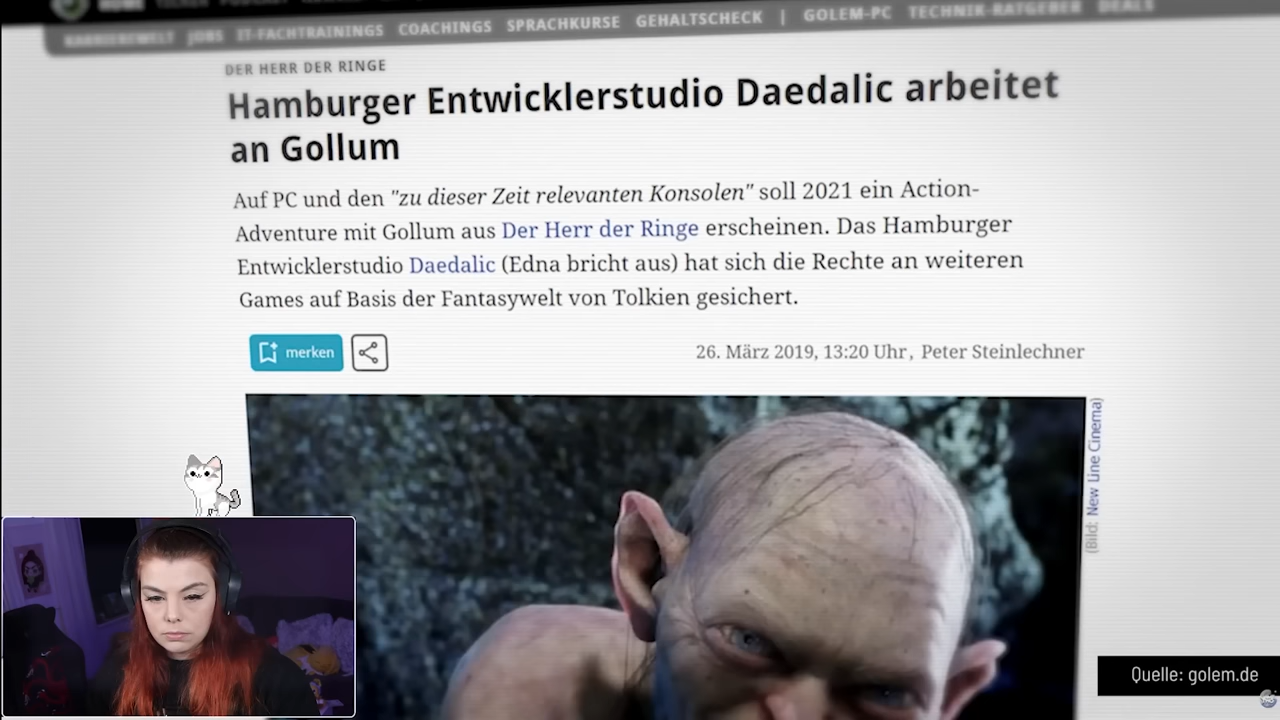 HOME
KARRIEREWELT JOBS IT-FACHTRAININGS COACHINGS SPRACHKURSE GEHALTSCHECK | GOLEM-PC TECHNIK-RATGEBER DEALS
DER HERR DER RINGE
Hamburger Entwicklerstudio Daedalic arbeitet
an Gollum
Auf PC und den "zu dieser Zeit relevanten Konsolen" soll 2021 ein Action-
Adventure mit Gollum aus Der Herr der Ringe erscheinen. Das Hamburger
Entwicklerstudio Daedalic (Edna bricht aus) hat sich die Rechte an weiteren
Games auf Basis der Fantasywelt von Tolkien gesichert.
merken
26. März 2019, 13:20 Uhr, Peter Steinlechner
(Bild: New Line Cinema)
Quelle: golem.de